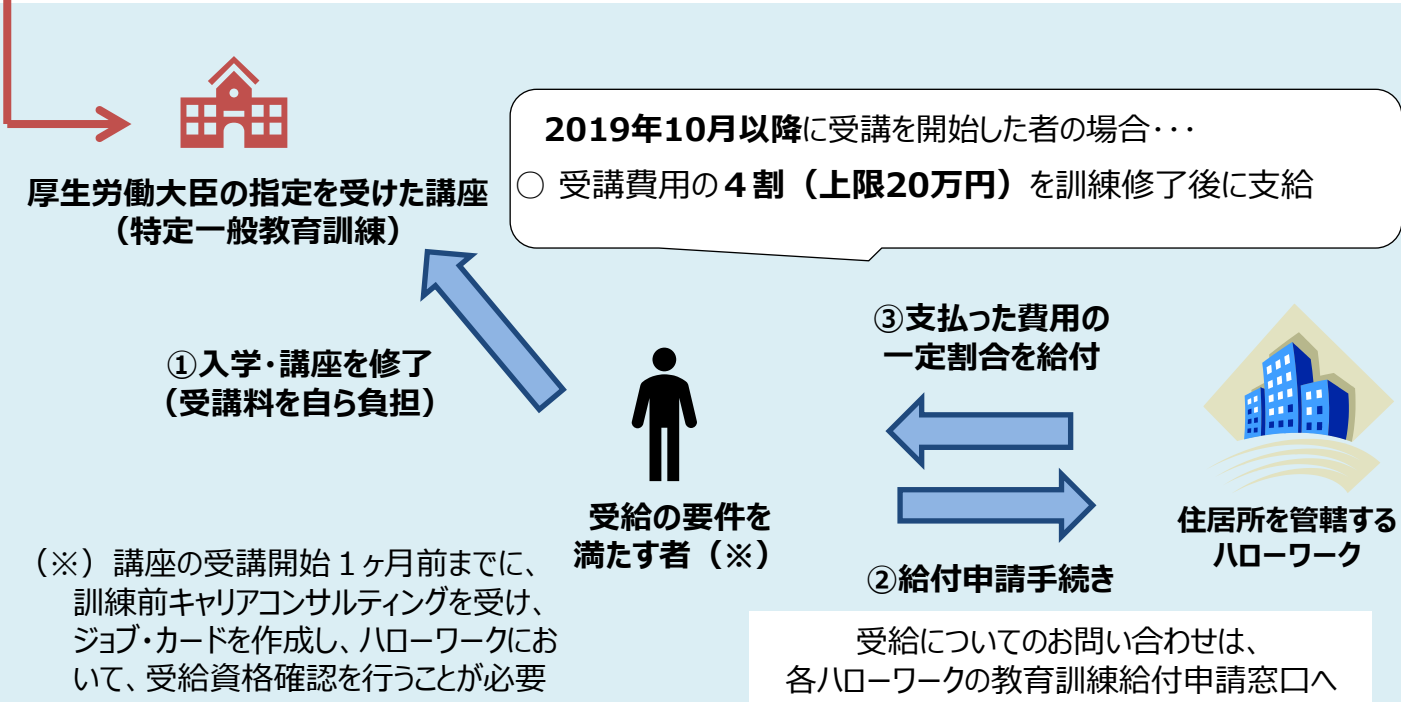 2019年10月以降に受講を開始した者の場合･･･
○ 受講費用の４割（上限20万円）を訓練修了後に支給
厚生労働大臣の指定を受けた講座
（特定一般教育訓練）
①入学・講座を修了
（受講料を自ら負担）
③支払った費用の
一定割合を給付
受給の要件を
満たす者（※）
②給付申請手続き
住居所を管轄する
ハローワーク
（※）講座の受講開始１ヶ月前までに、
訓練前キャリアコンサルティングを受け、
ジョブ・カードを作成し、ハローワークにお
いて、受給資格確認を行うことが必要
受給についてのお問い合わせは、
各ハローワークの教育訓練給付申請窓口へ